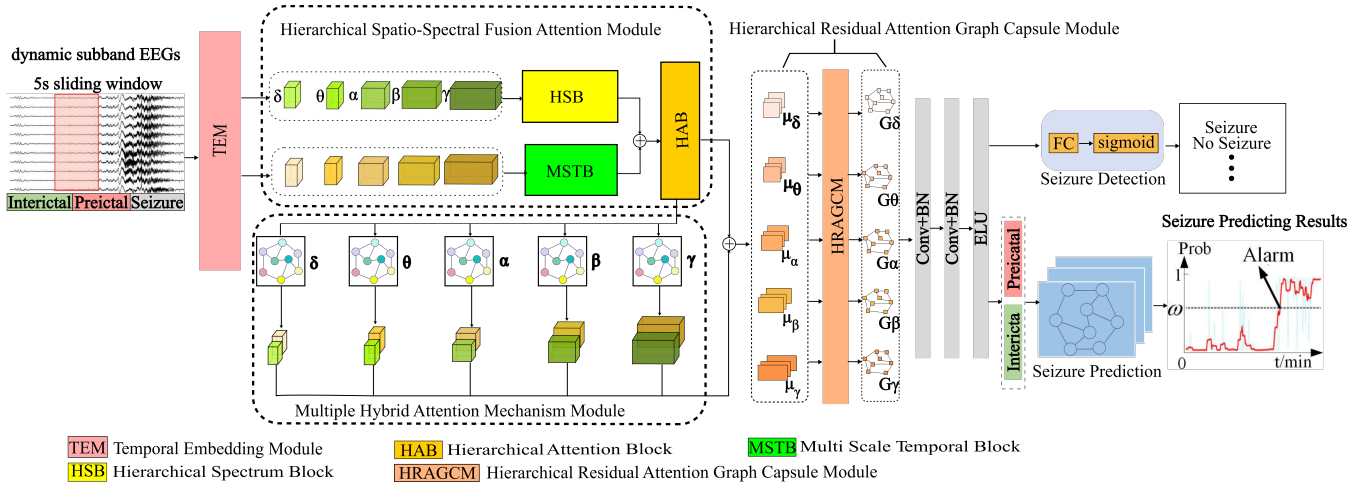 Hierarchical Spatio-Spectral Fusion Attention Module
Hierarchical Residual Attention Graph Capsule Module
dynamic subband EEGs
5s sliding window
Interictal Preictal Seizure
TEM
δ θ α β γ
HSB
MSTB
HAB
δ θ α β γ
Multiple Hybrid Attention Mechanism Module
μδ
μθ
μα
μβ
μγ
HRAGCM
Gδ
Gθ
Gα
Gβ
Gγ
Conv+BN
Conv+BN
ELU
FC sigmoid
Seizure Detection
Seizure
No Seizure
Preicatal
Intericta
Seizure Prediction
Seizure Predicting Results
Prob
Alarm
1
ω
0
t/min
TEM Temporal Embedding Module
HAB Hierarchical Attention Block
MSTB Multi Scale Temporal Block
HSB Hierarchical Spectrum Block
HRAGCM Hierarchical Residual Attention Graph Capsule Module